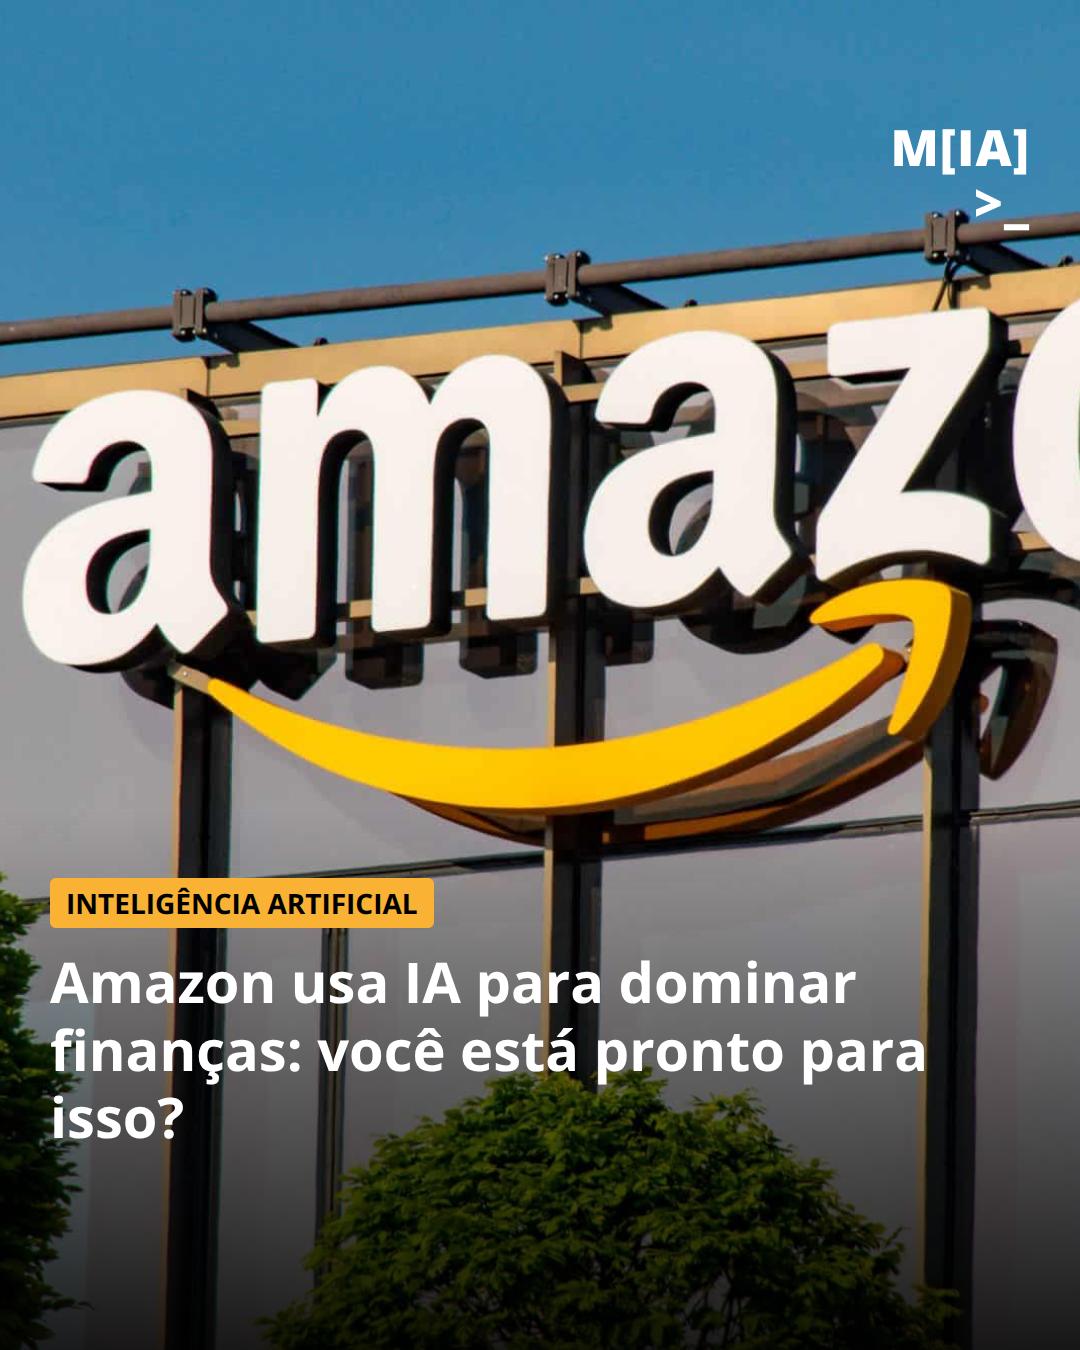 M[IA]
>_
amazo
INTELIGÊNCIA ARTIFICIAL
Amazon usa IA para dominar
finanças: você está pronto para
isso?